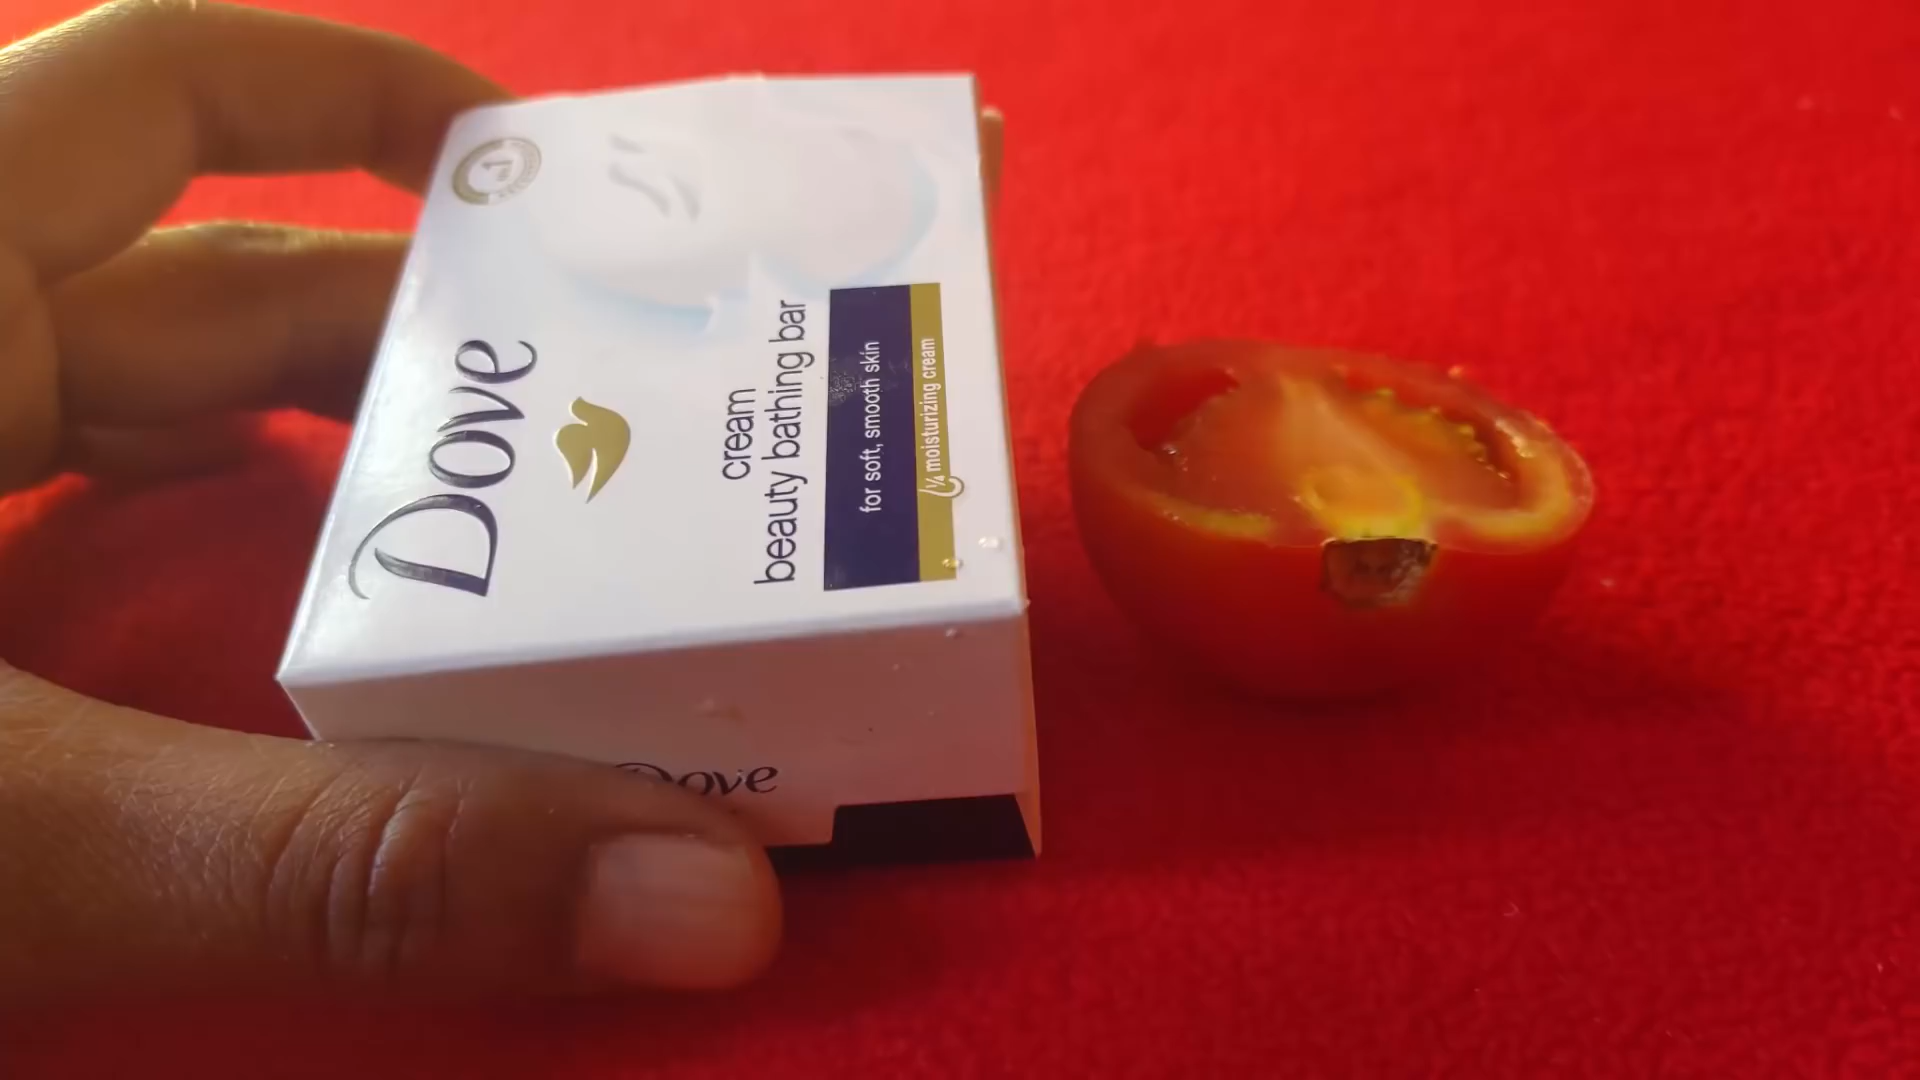 Dove
cream
beauty bathing bar
for soft, smooth skin
¼ moisturizing cream
Dove